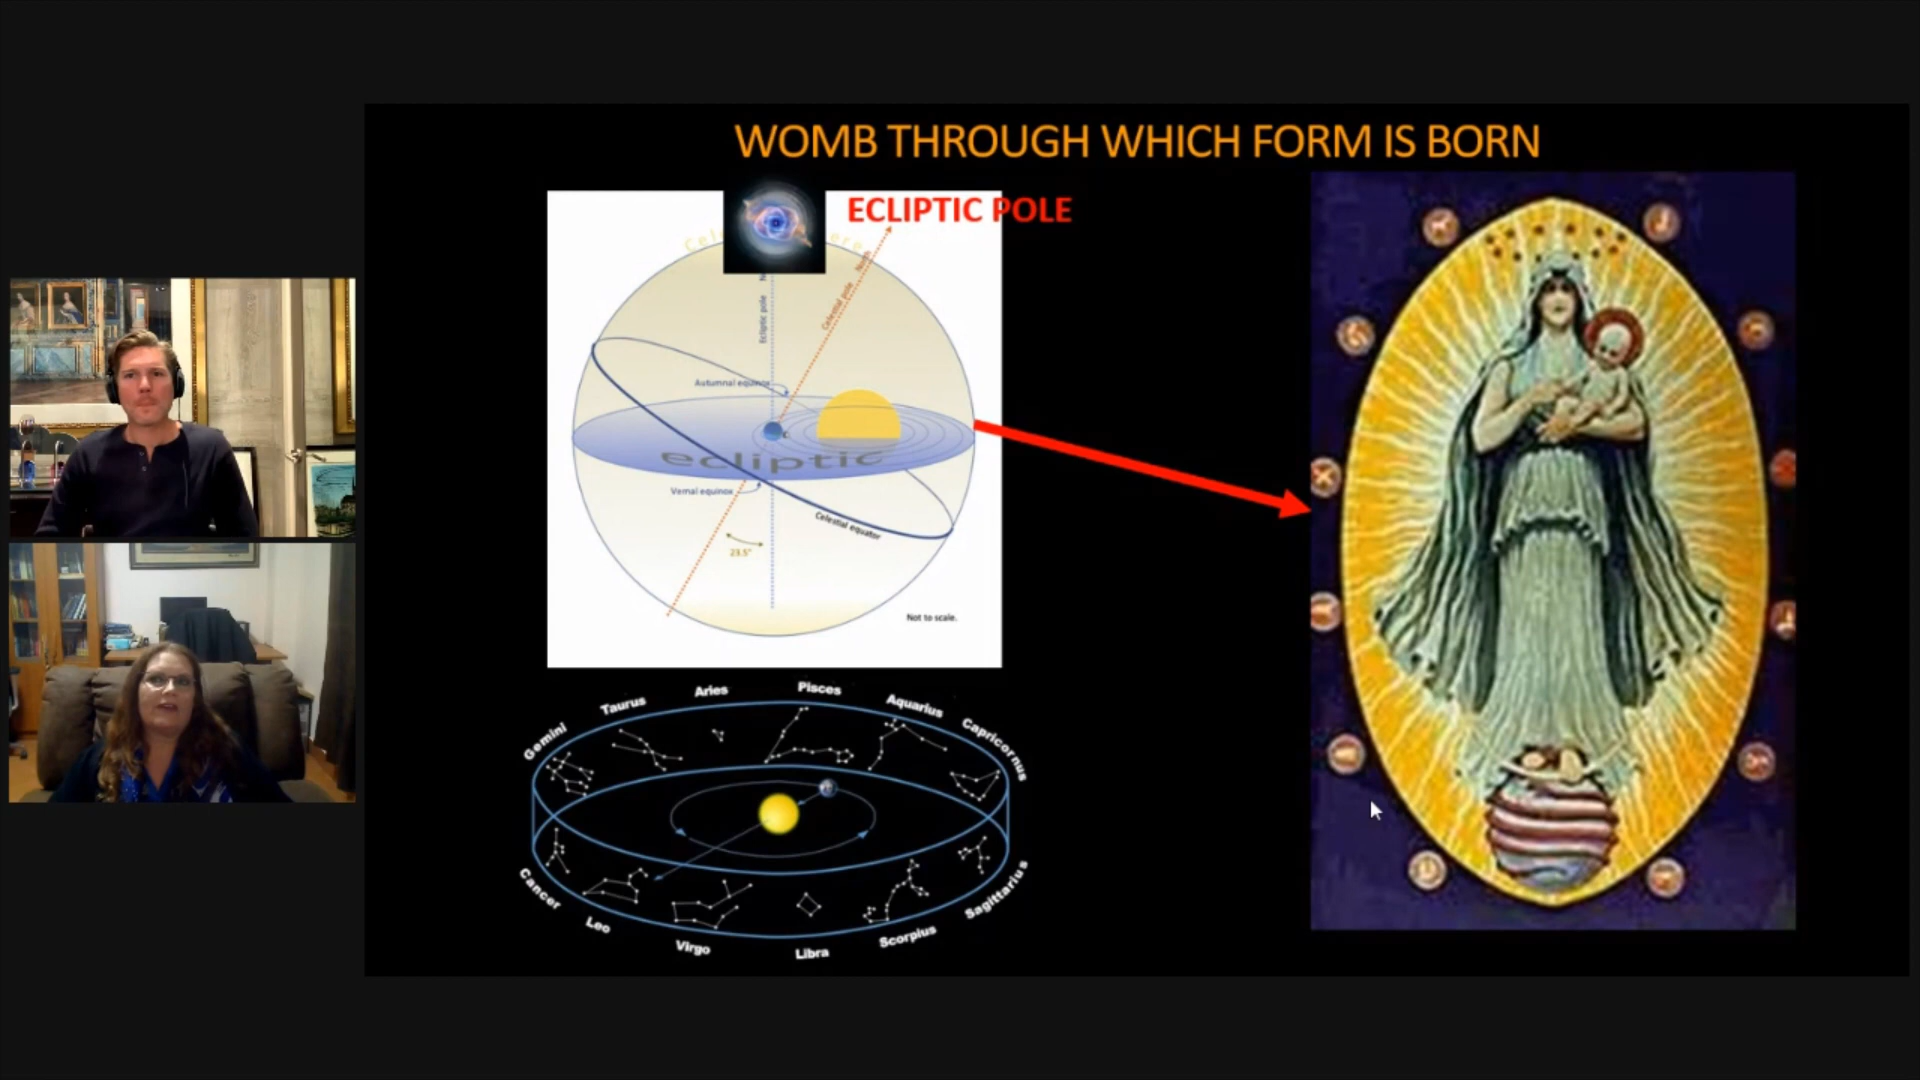 WOMB THROUGH WHICH FORM IS BORN
ECLIPTIC POLE
Ecliptic pole
Celestial pole
North
Autumnal equinox
ecliptic
Vernal equinox
Celestial equator
23.5°
Not to scale.
Gemini
Taurus
Aries
Pisces
Aquarius
Capricornus
Cancer
Leo
Virgo
Libra
Scorpius
Sagittarius